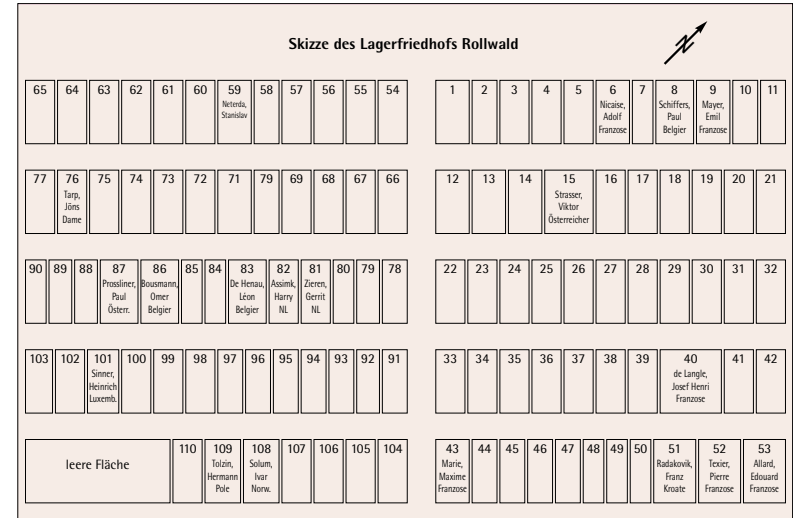 Skizze des Lagerfriedhofs Rollwald
65 64 63 62 61 60 59 58 57 56 55 54
Neterda,
Stanislav
1 2 3 4 5 6 7 8 9 10 11
Nicaise, Schiffers, Mayer,
Adolf Paul Emil
Franzose Belgier Franzose
77 76 75 74 73 72 71 79 69 68 67 66
Tarp,
Jöns
Dame
12 13 14 15 16 17 18 19 20 21
Strasser,
Viktor
Österreicher
90 89 88 87 86 85 84 83 82 81 80 79 78
Prossliner, Bousmann, De Henau, Assimk, Zieren,
Paul Omer Léon Harry Gerrit
Österr. Belgier Belgier NL NL
22 23 24 25 26 27 28 29 30 31 32
103 102 101 100 99 98 97 96 95 94 93 92 91
Sinner,
Heinrich
Luxemb.
33 34 35 36 37 38 39 40 41 42
de Langle,
Josef Henri
Franzose
leere Fläche
110 109 108 107 106 105 104
Tolzin, Solum,
Hermann Ivar
Pole Norw.
43 44 45 46 47 48 49 50 51 52 53
Marie, Radakovik, Texier, Allard,
Maxime Franz Pierre Edouard
Franzose Kroate Franzose Franzose